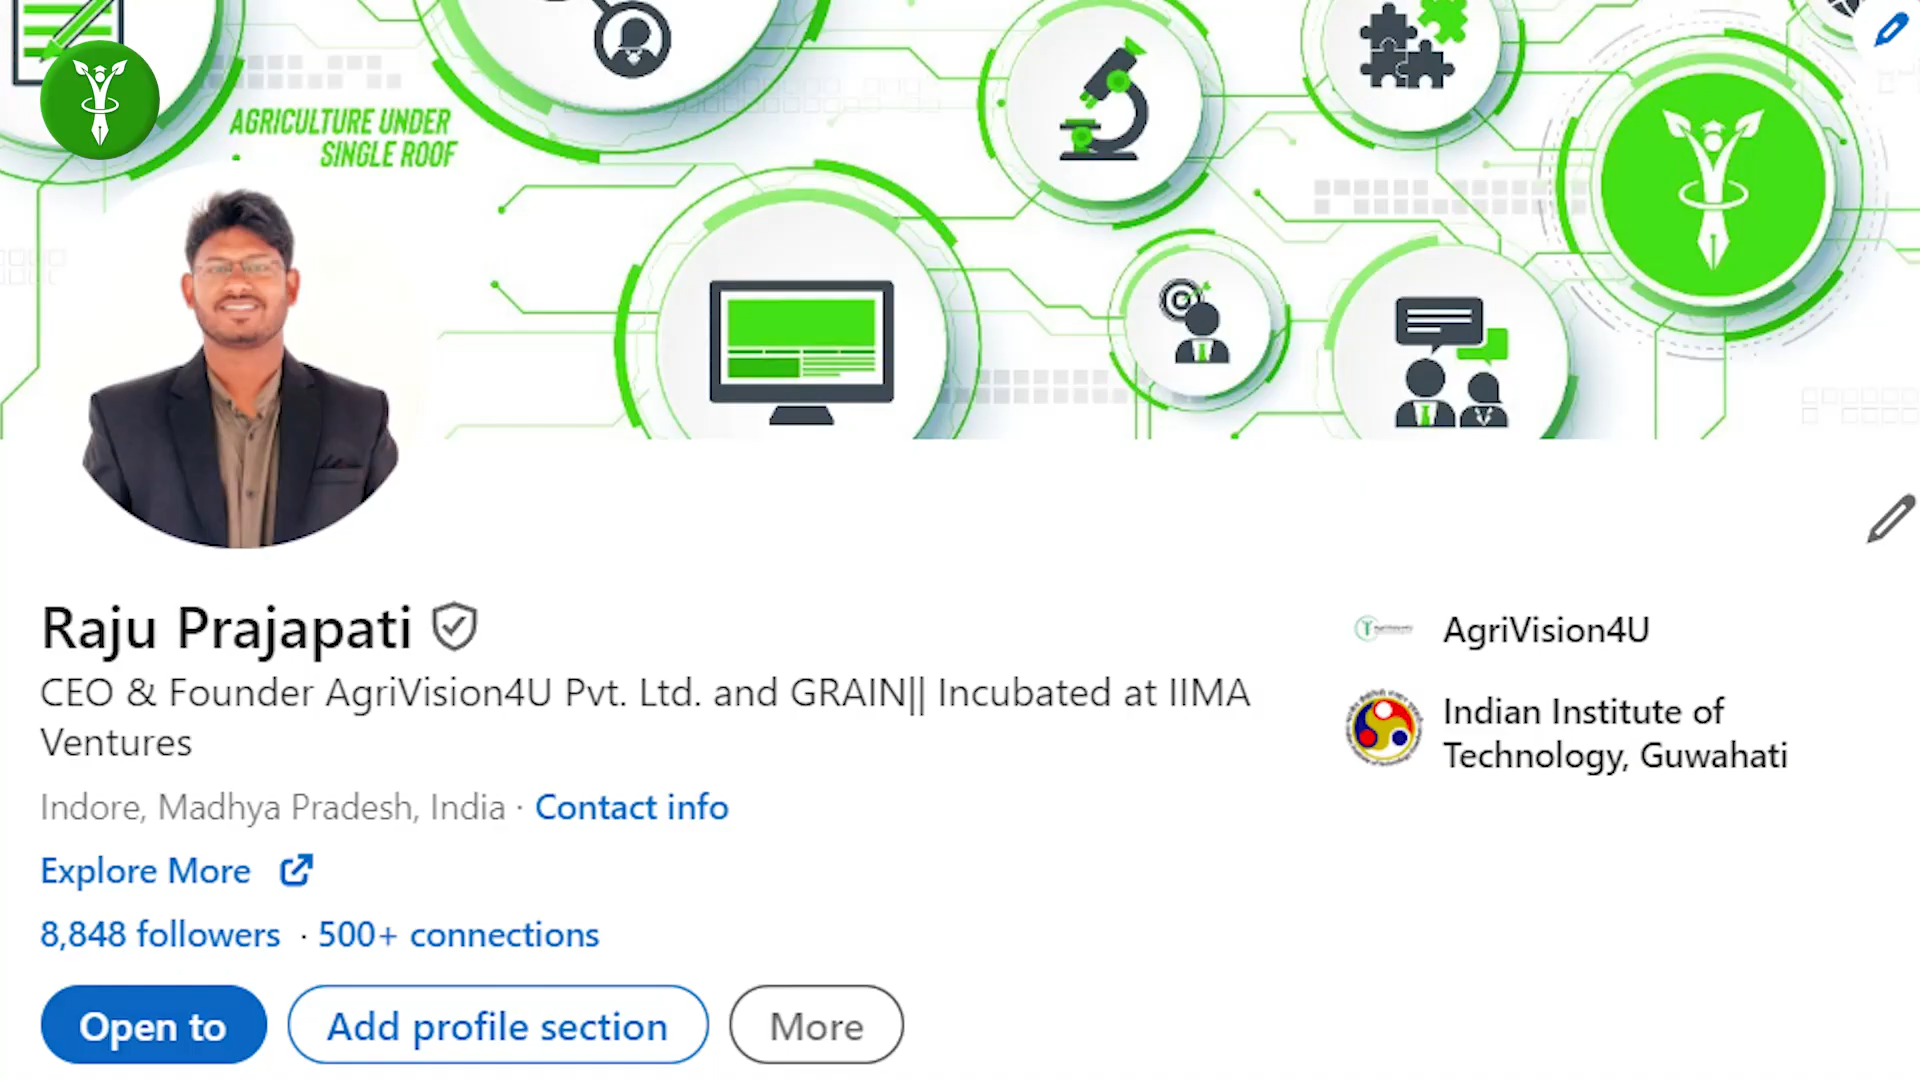 AGRICULTURE UNDER
SINGLE ROOF
Raju Prajapati
CEO & Founder AgriVision4U Pvt. Ltd. and GRAIN|| Incubated at IIMA
Ventures
Indore, Madhya Pradesh, India · Contact info
Explore More
8,848 followers · 500+ connections
Open to
Add profile section
More
AgriVision4U
Indian Institute of
Technology, Guwahati